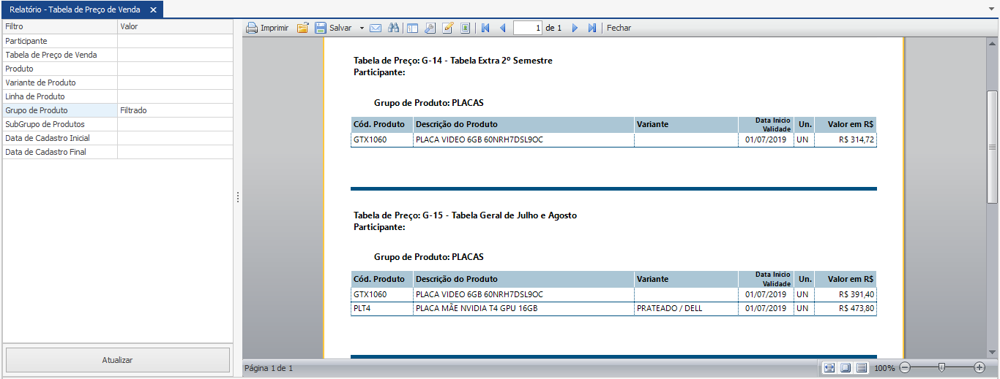 Relatório - Tabela de Preço de Venda
Filtro Valor
Participante
Tabela de Preço de Venda
Produto
Variante de Produto
Linha de Produto
Grupo de Produto Filtrado
SubGrupo de Produtos
Data de Cadastro Inicial
Data de Cadastro Final
Atualizar
Imprimir Salvar 1 de 1 Fechar
Tabela de Preço: G-14 - Tabela Extra 2º Semestre
Participante:
Grupo de Produto: PLACAS
Cód. Produto Descrição do Produto Variante Data Inicio Validade Un. Valor em R$
GTX1060 PLACA VIDEO 6GB 60NRH7DSL9OC 01/07/2019 UN R$ 314,72
Tabela de Preço: G-15 - Tabela Geral de Julho e Agosto
Participante:
Grupo de Produto: PLACAS
Cód. Produto Descrição do Produto Variante Data Inicio Validade Un. Valor em R$
GTX1060 PLACA VIDEO 6GB 60NRH7DSL9OC 01/07/2019 UN R$ 391,40
PLT4 PLACA MÃE NVIDIA T4 GPU 16GB PRATEADO / DELL 01/07/2019 UN R$ 473,80
Página 1 de 1 100%